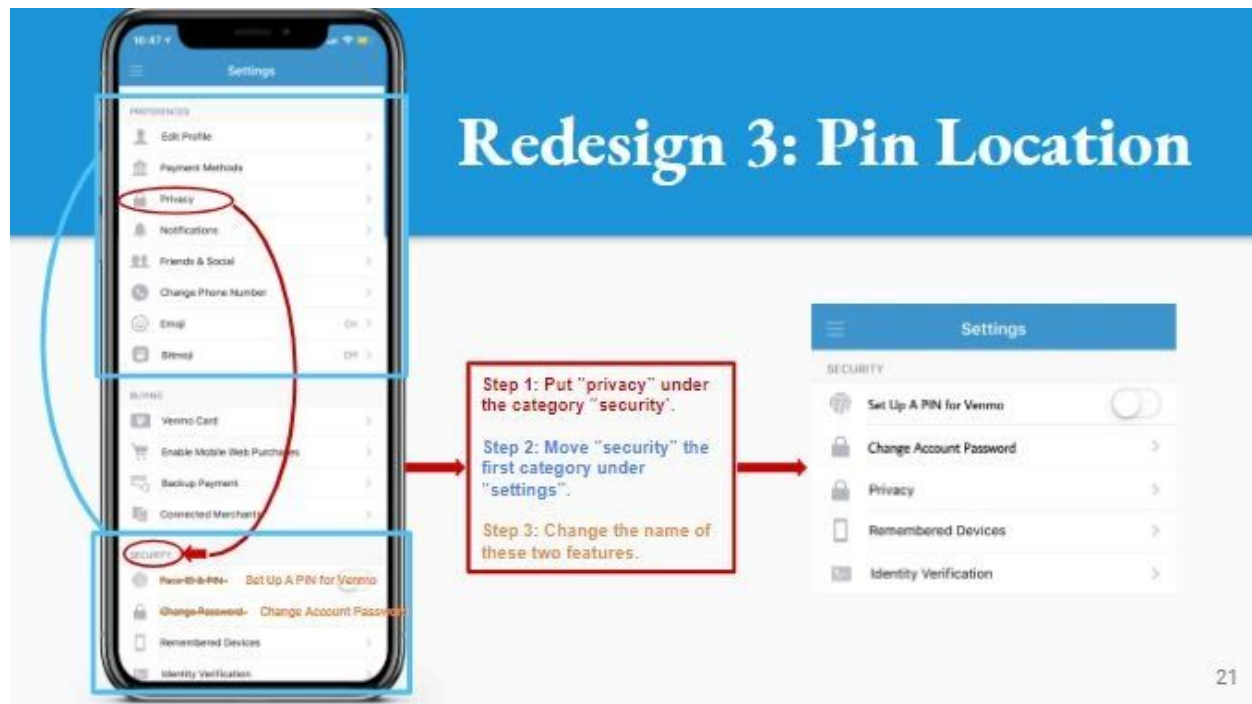 10:47
Settings
PREFERENCES
Edit Profile
Payment Methods
Privacy
Notifications
Friends & Social
Change Phone Number
Emoji On
Bitmoji Off
BUYING
Venmo Card
Enable Mobile Web Purchases
Backup Payment
Connected Merchants
SECURITY
Face ID & PIN Set Up A PIN for Venmo
Change Password Change Account Password
Remembered Devices
Identity Verification
Redesign 3: Pin Location
Step 1: Put "privacy" under
the category "security'.
Step 2: Move "security" the
first category under
"settings".
Step 3: Change the name of
these two features.
Settings
SECURITY
Set Up A PIN for Venmo
Change Account Password
Privacy
Remembered Devices
Identity Verification
21